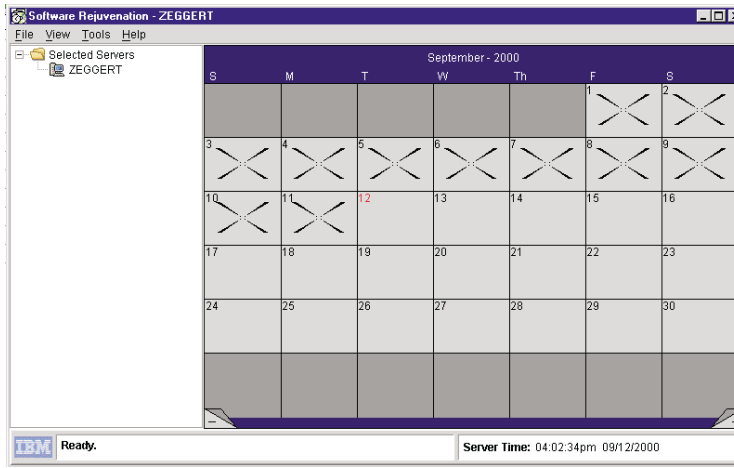 Software Rejuvenation - ZEGGERT
File View Tools Help
Selected Servers
ZEGGERT
September - 2000
S M T W Th F S
1 2
3 4 5 6 7 8 9
10 11 12 13 14 15 16
17 18 19 20 21 22 23
24 25 26 27 28 29 30
IBM Ready. Server Time: 04:02:34pm 09/12/2000